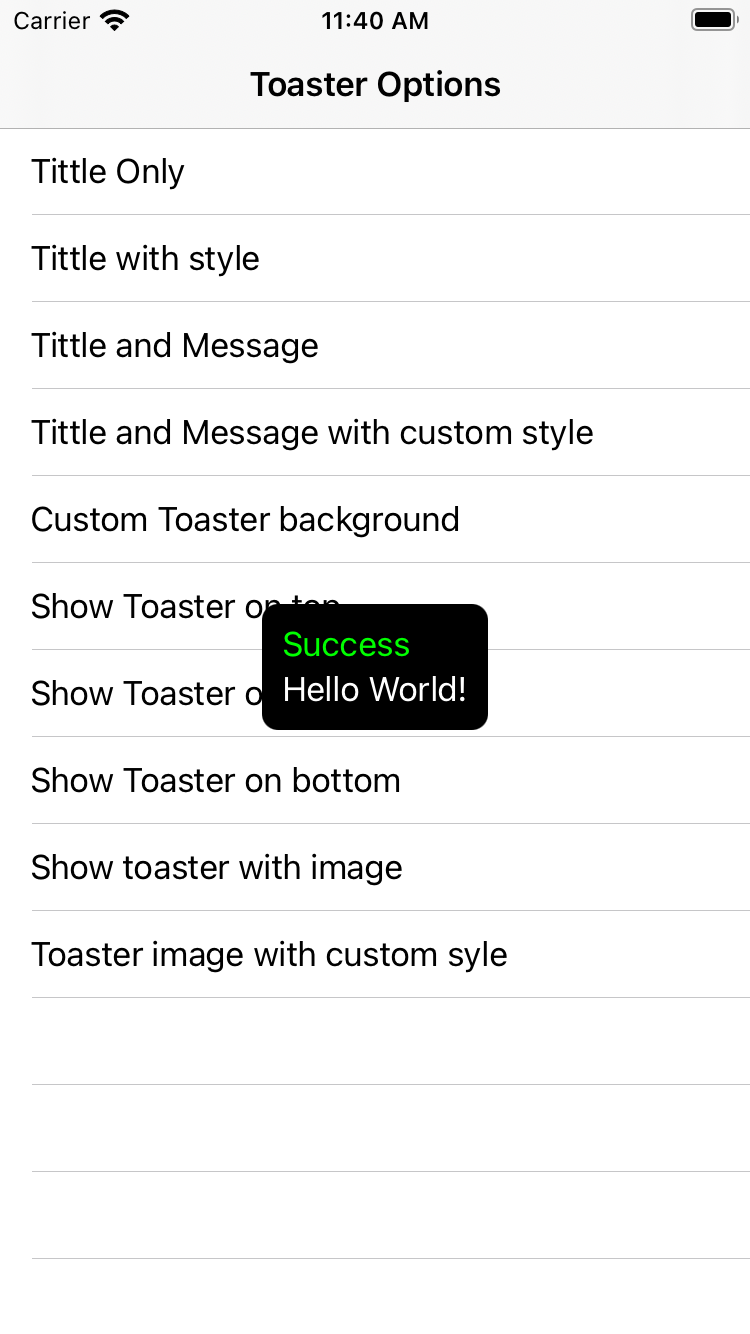 Carrier
11:40 AM
Toaster Options
Tittle Only
Tittle with style
Tittle and Message
Tittle and Message with custom style
Custom Toaster background
Show Toaster on top
Success
Show Toaster
Hello World!
Show Toaster on bottom
Show toaster with image
Toaster image with custom syle